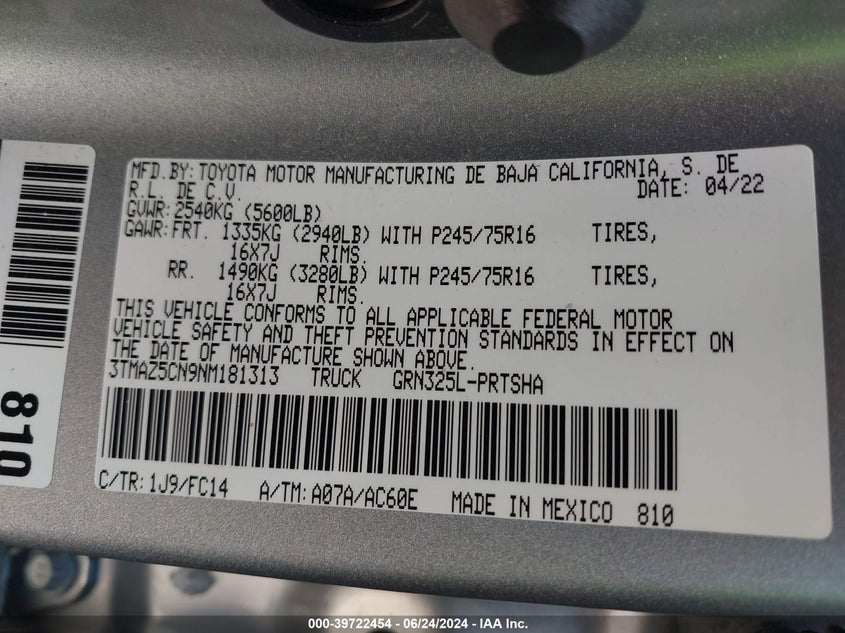 MFD.BY:TOYOTA MOTOR MANUFACTURING DE BAJA CALIFORNIA, S. DE
R.L. DE C.V. DATE: 04/22
GVWR:2540KG (5600LB)
GAWR:FRT. 1335KG (2940LB) WITH P245/75R16 TIRES,
16X7J RIMS.
RR. 1490KG (3280LB) WITH P245/75R16 TIRES,
16X7J RIMS.
THIS VEHICLE CONFORMS TO ALL APPLICABLE FEDERAL MOTOR
VEHICLE SAFETY AND THEFT PREVENTION STANDARDS IN EFFECT ON
THE DATE OF MANUFACTURE SHOWN ABOVE.
3TMAZ5CN9NM181313 TRUCK GRN325L-PRTSHA
C/TR:1J9/FC14 A/TM:A07A/AC60E MADE IN MEXICO 810
810
000-39722454 / 06/24/2024 - IAA Inc.